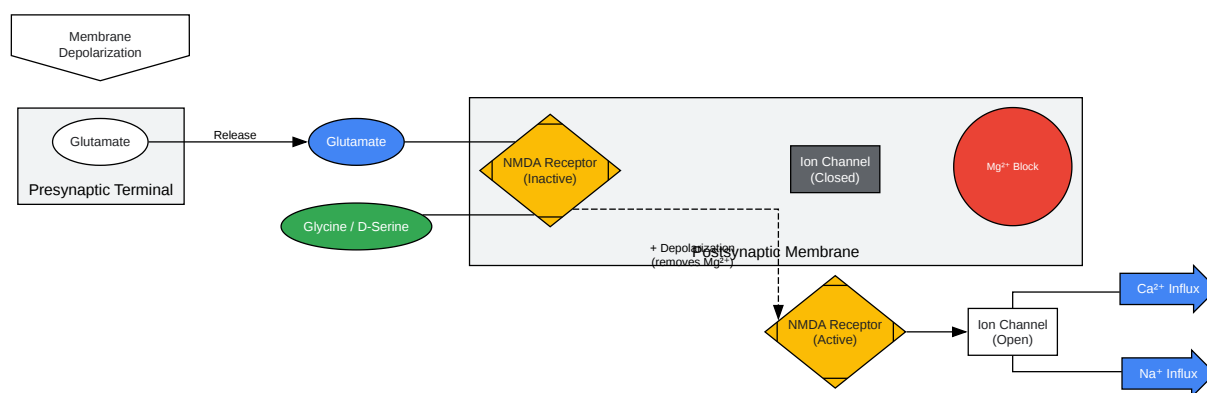 Membrane
Depolarization
Glutamate
Presynaptic Terminal
Release
Glutamate
Glycine / D-Serine
NMDA Receptor
(Inactive)
Ion Channel
(Closed)
Mg²⁺ Block
Postsynaptic Membrane
+ Depolarization
(removes Mg²⁺)
NMDA Receptor
(Active)
Ion Channel
(Open)
Ca²⁺ Influx
Na⁺ Influx